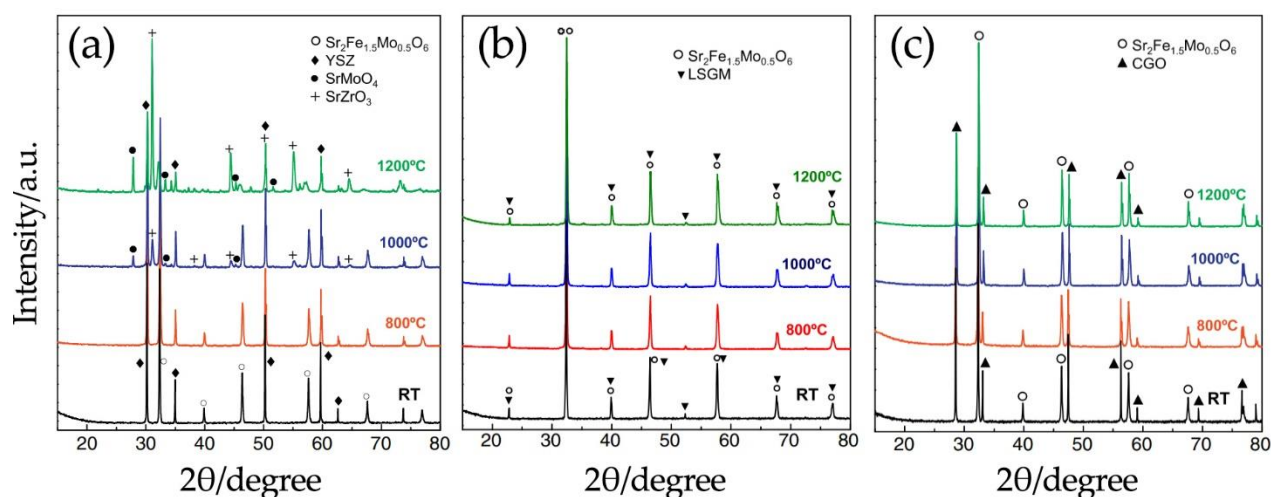 Intensity/a.u.
(a)
○ Sr₂Fe₁.₅Mo₀.₅O₆
♦ YSZ
● SrMoO₄
+ SrZrO₃
1200ºC
1000ºC
800ºC
RT
20 30 40 50 60 70 80
2θ/degree
(b)
○ Sr₂Fe₁.₅Mo₀.₅O₆
▼ LSGM
1200ºC
1000ºC
800ºC
RT
20 30 40 50 60 70 80
2θ/degree
(c)
○ Sr₂Fe₁.₅Mo₀.₅O₆
▲ CGO
1200ºC
1000ºC
800ºC
RT
20 30 40 50 60 70 80
2θ/degree